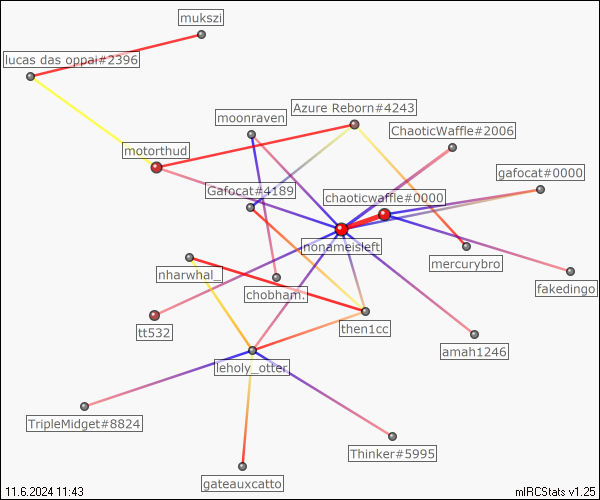 mukszi
lucas das oppai#2396
Azure Reborn#4243
moonraven
ChaoticWaffle#2006
motorthud
gafocat#0000
Gafocat#4189
chaoticwaffle#0000
nonameisleft
mercurybro
nharwhal_
chobham.
fakedingo
tt532
then1cc
amah1246
leholy_otter
TripleMidget#8824
Thinker#5995
gateauxcatto
11.6.2024 11:43
mIRCStats v1.25